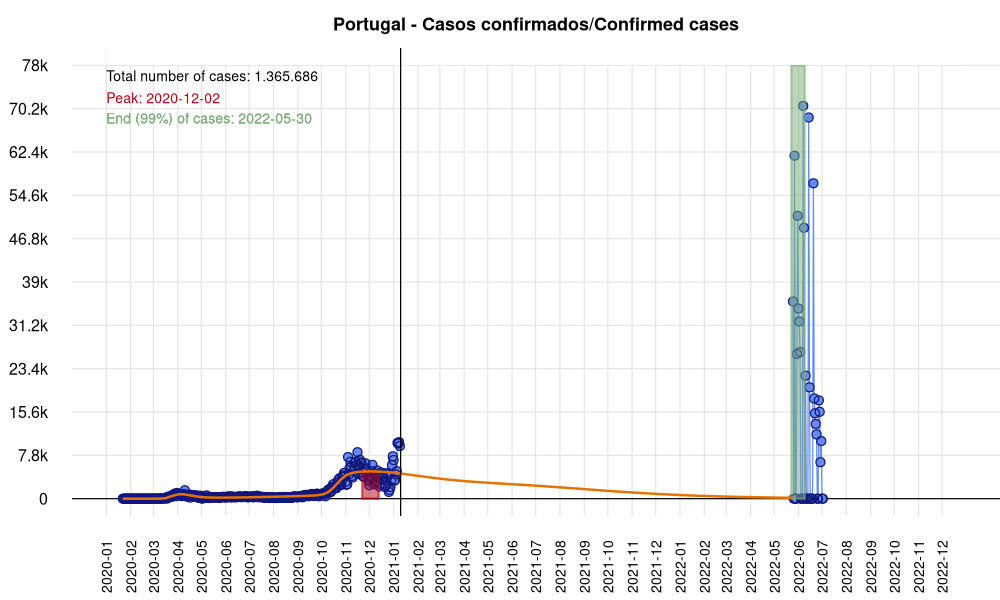 Portugal - Casos confirmados/Confirmed cases
Total number of cases: 1.365.686
Peak: 2020-12-02
End (99%) of cases: 2022-05-30
78k
70.2k
62.4k
54.6k
46.8k
39k
31.2k
23.4k
15.6k
7.8k
0
2020-01
2020-02
2020-03
2020-04
2020-05
2020-06
2020-07
2020-08
2020-09
2020-10
2020-11
2020-12
2021-01
2021-02
2021-03
2021-04
2021-05
2021-06
2021-07
2021-08
2021-09
2021-10
2021-11
2021-12
2022-01
2022-02
2022-03
2022-04
2022-05
2022-06
2022-07
2022-08
2022-09
2022-10
2022-11
2022-12